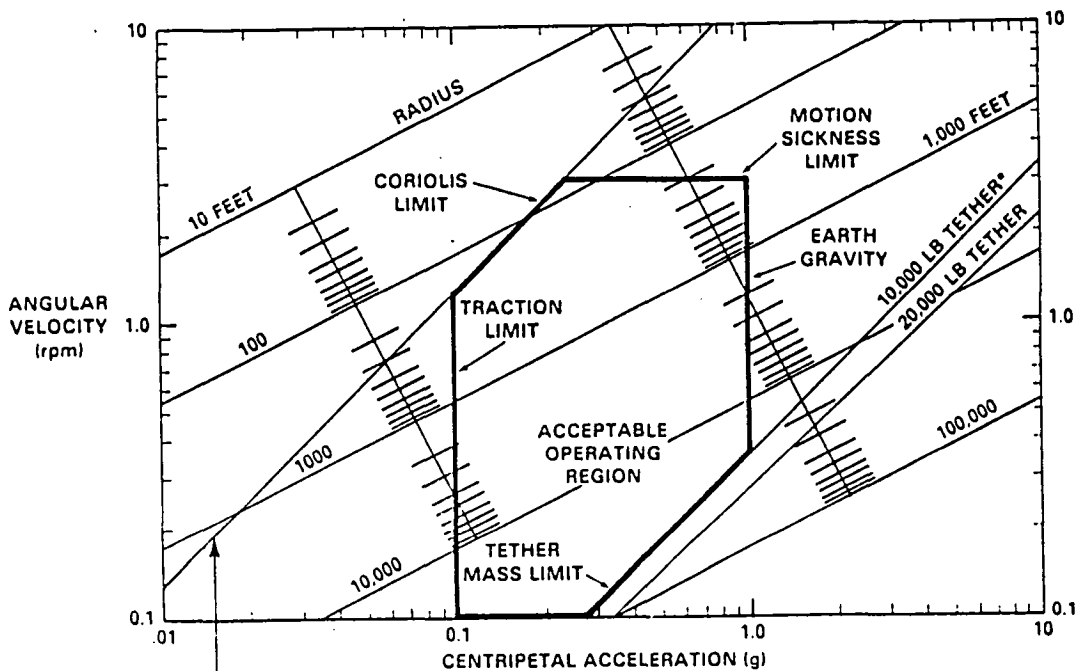 10
10
RADIUS
MOTION
SICKNESS
LIMIT
1,000 FEET
CORIOLIS
LIMIT
10 FEET
10,000 LB TETHER*
20,000 LB TETHER
EARTH
GRAVITY
ANGULAR
VELOCITY
(rpm)
1.0
TRACTION
LIMIT
1.0
100
ACCEPTABLE
OPERATING
REGION
100,000
1000
TETHER
MASS LIMIT
10,000
0.1
0.1
.01
0.1
1.0
10
CENTRIPETAL ACCELERATION (g)